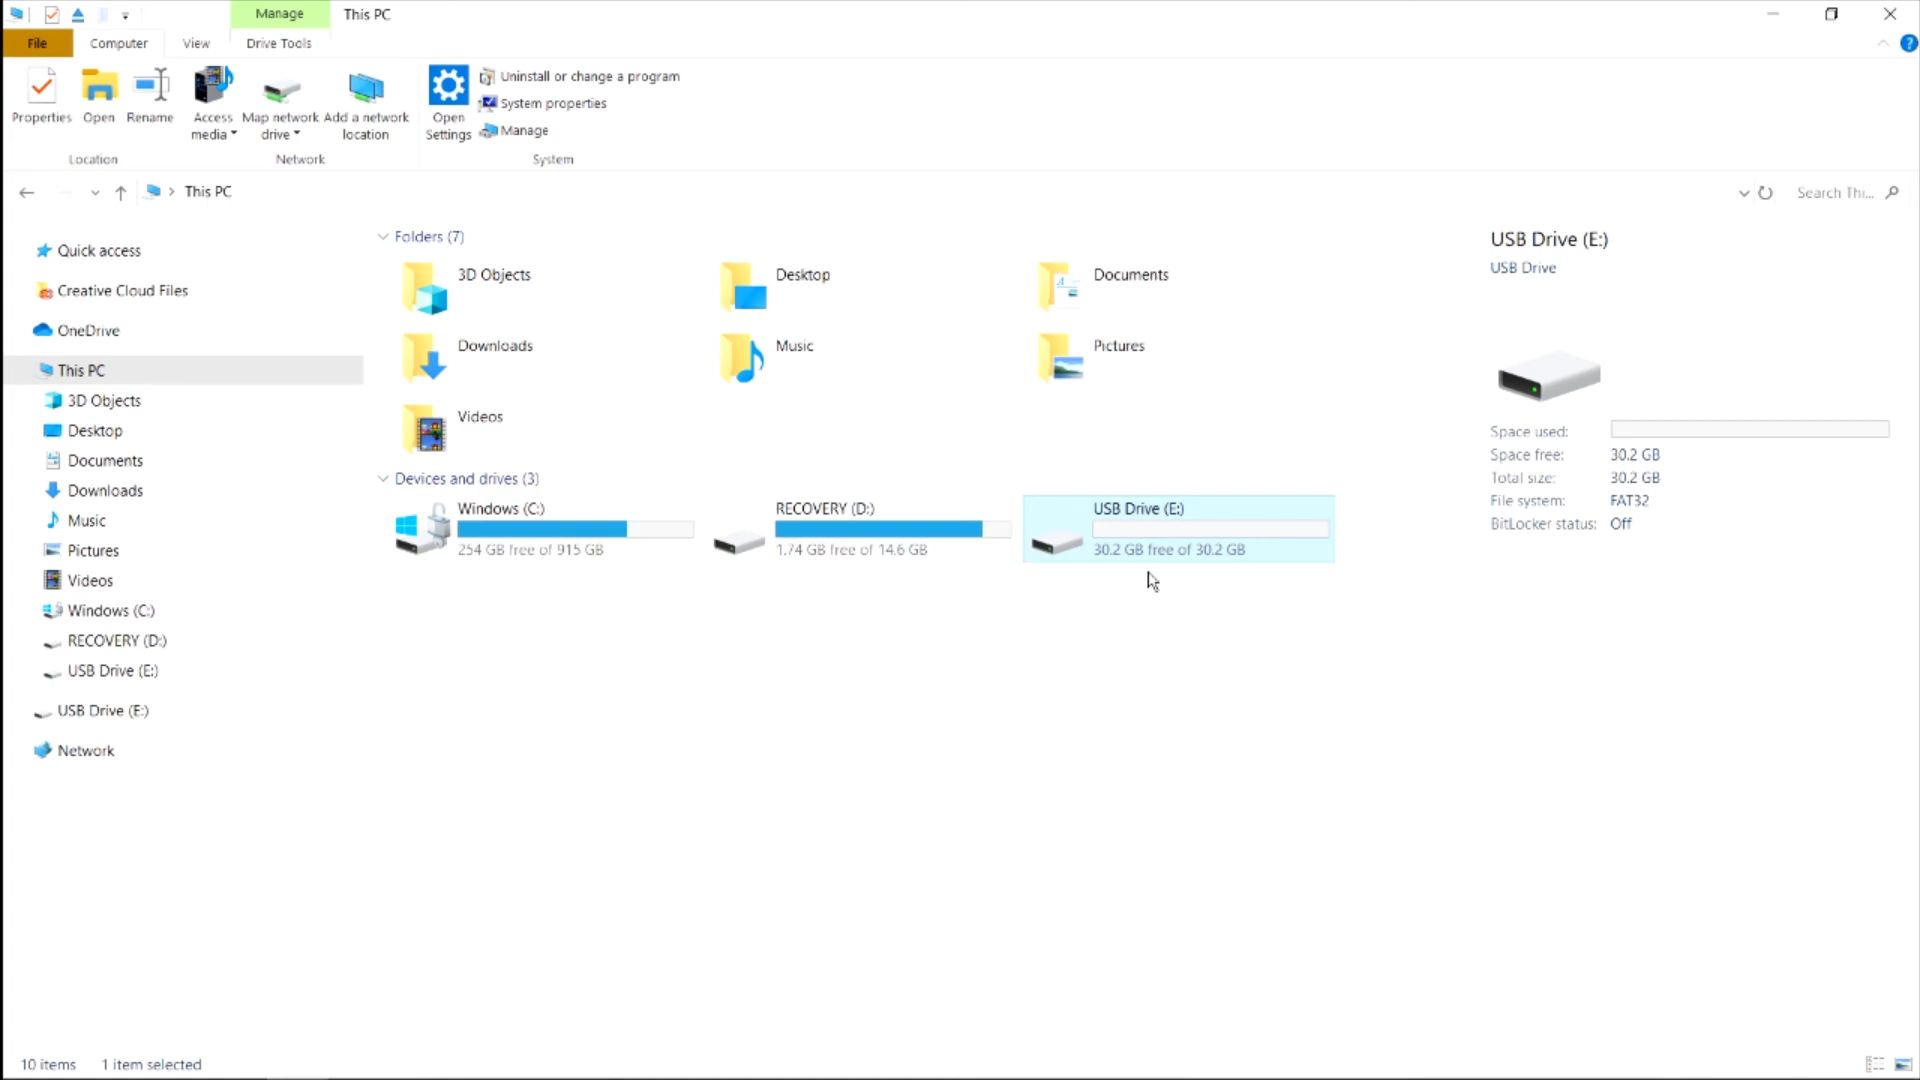 Manage
This PC
File
Computer
View
Drive Tools
Properties
Open
Rename
Access
media
Map network
drive
Add a network
location
Open
Settings
Uninstall or change a program
System properties
Manage
Location
Network
System
This PC
Search Thi...
Quick access
Creative Cloud Files
OneDrive
This PC
3D Objects
Desktop
Documents
Downloads
Music
Pictures
Videos
Windows (C:)
RECOVERY (D:)
USB Drive (E:)
USB Drive (E:)
Network
Folders (7)
3D Objects
Desktop
Documents
Downloads
Music
Pictures
Videos
Devices and drives (3)
Windows (C:)
254 GB free of 915 GB
RECOVERY (D:)
1.74 GB free of 14.6 GB
USB Drive (E:)
30.2 GB free of 30.2 GB
USB Drive (E:)
USB Drive
Space used:
Space free: 30.2 GB
Total size: 30.2 GB
File system: FAT32
BitLocker status: Off
10 items
1 item selected